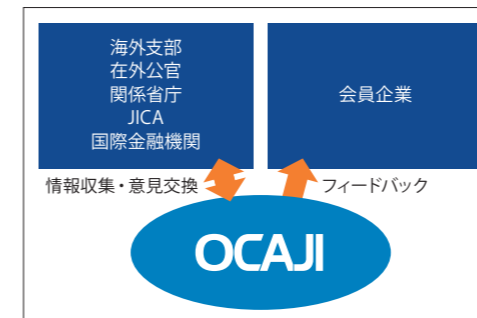 海外支部
在外公官
関係省庁
JICA
国際金融機関
会員企業
情報収集・意見交換
フィードバック
OCAJI